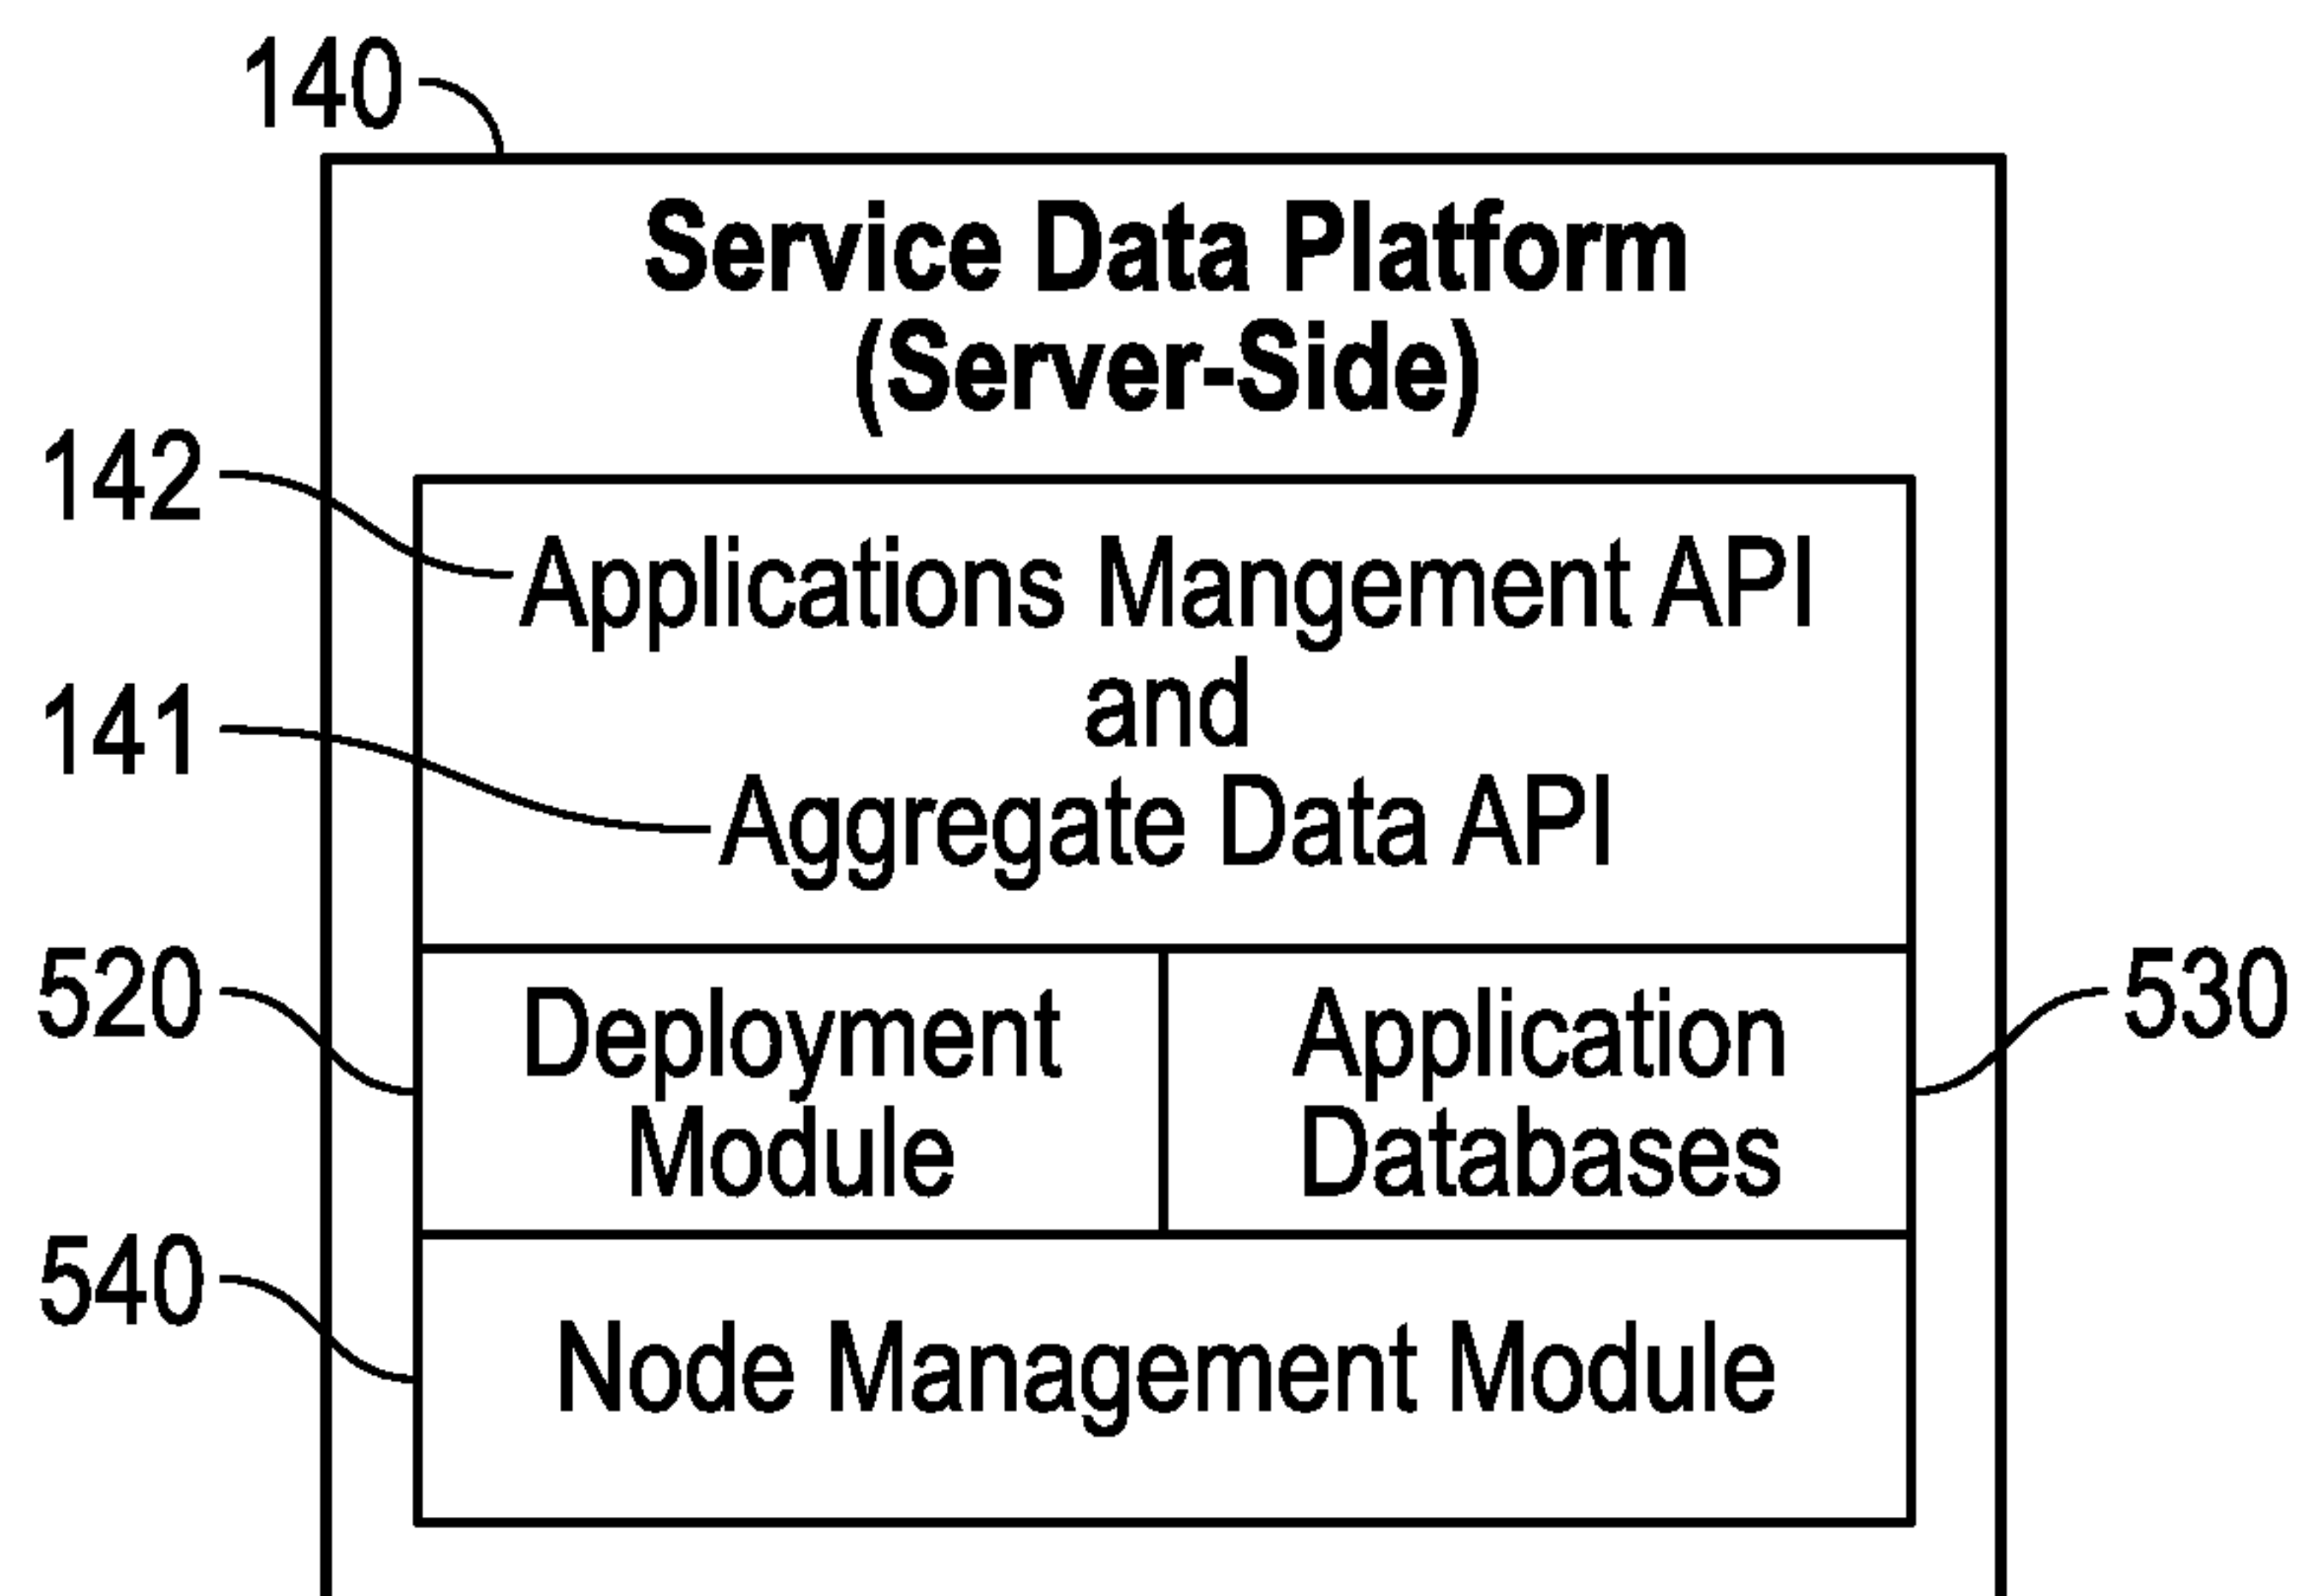 140
Service Data Platform
(Server-Side)
142
Applications Mangement API
and
141
Aggregate Data API
520
Deployment
Module
Application
Databases
530
540
Node Management Module